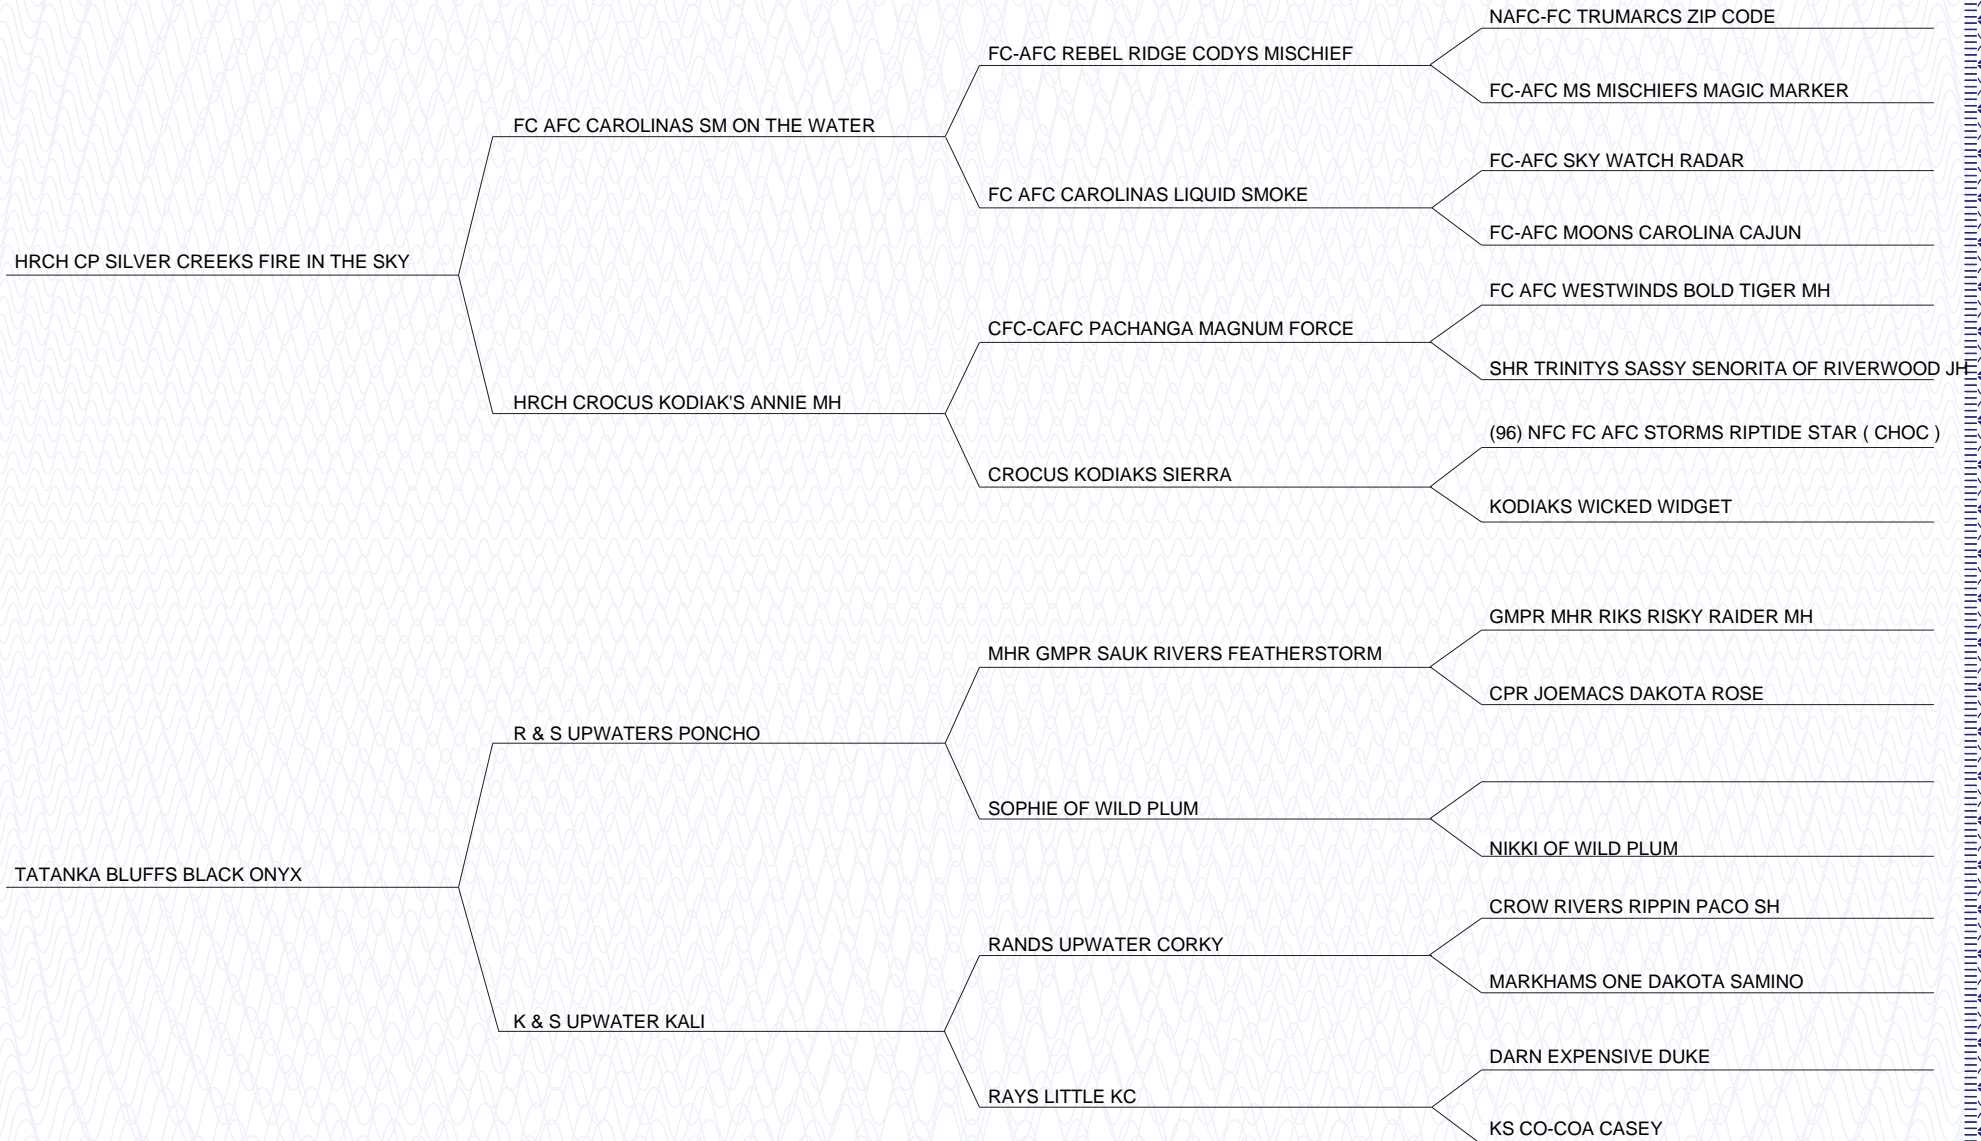 NAFC-FC TRUMARCS ZIP CODE
FC-AFC REBEL RIDGE CODYS MISCHIEF
FC-AFC MS MISCHIEFS MAGIC MARKER
FC AFC CAROLINAS SM ON THE WATER
FC-AFC SKY WATCH RADAR
FC AFC CAROLINAS LIQUID SMOKE
FC-AFC MOONS CAROLINA CAJUN
HRCH CP SILVER CREEKS FIRE IN THE SKY
FC AFC WESTWINDS BOLD TIGER MH
CFC-CAFC PACHANGA MAGNUM FORCE
SHR TRINITYS SASSY SENORITA OF RIVERWOOD JH
HRCH CROCUS KODIAK'S ANNIE MH
(96) NFC FC AFC STORMS RIPTIDE STAR ( CHOC )
CROCUS KODIAKS SIERRA
KODIAKS WICKED WIDGET
GMPR MHR RIKS RISKY RAIDER MH
MHR GMPR SAUK RIVERS FEATHERSTORM
CPR JOEMACS DAKOTA ROSE
R & S UPWATERS PONCHO
SOPHIE OF WILD PLUM
NIKKI OF WILD PLUM
TATANKA BLUFFS BLACK ONYX
CROW RIVERS RIPPIN PACO SH
RANDS UPWATER CORKY
MARKHAMS ONE DAKOTA SAMINO
K & S UPWATER KALI
DARN EXPENSIVE DUKE
RAYS LITTLE KC
KS CO-COA CASEY